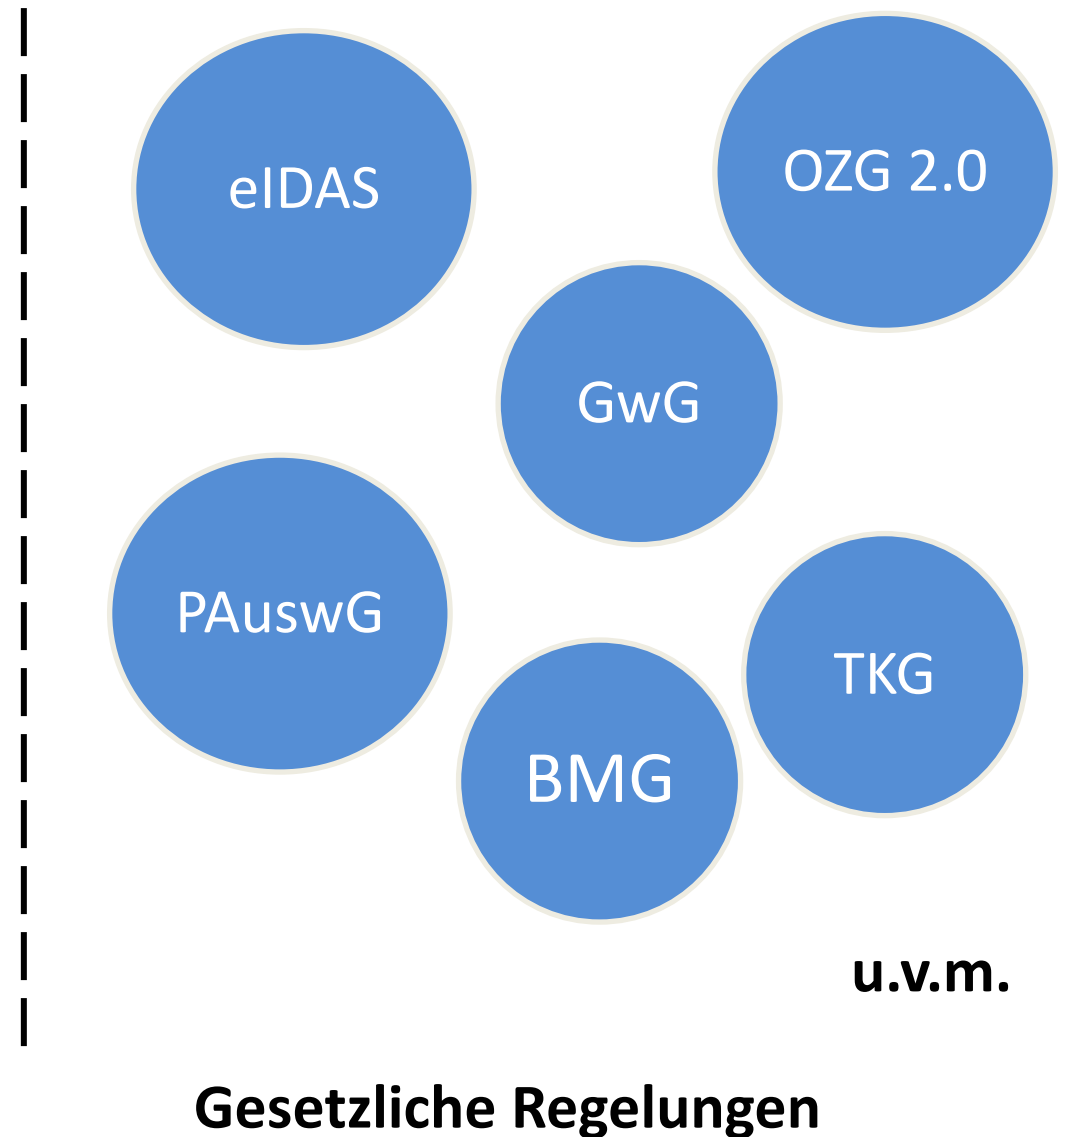 eIDAS
OZG 2.0
GwG
PAuswG
TKG
BMG
u.v.m.
Gesetzliche Regelungen